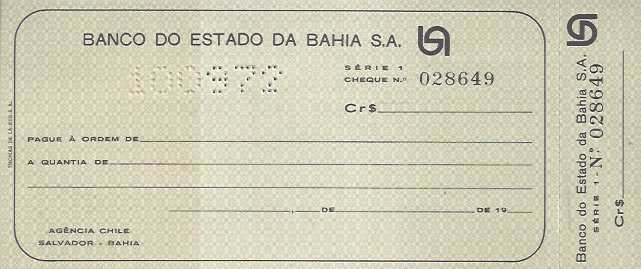 BANCO DO ESTADO DA BAHIA S.A.
SÉRIE 1
CHEQUE N.º 028649
Cr$
PAGUE À ORDEM DE
A QUANTIA DE
, DE DE 19
AGÊNCIA CHILE
SALVADOR - BAHIA
Banco do Estado da Bahia S.A.
SÉRIE 1 - N.º 028649
Cr$